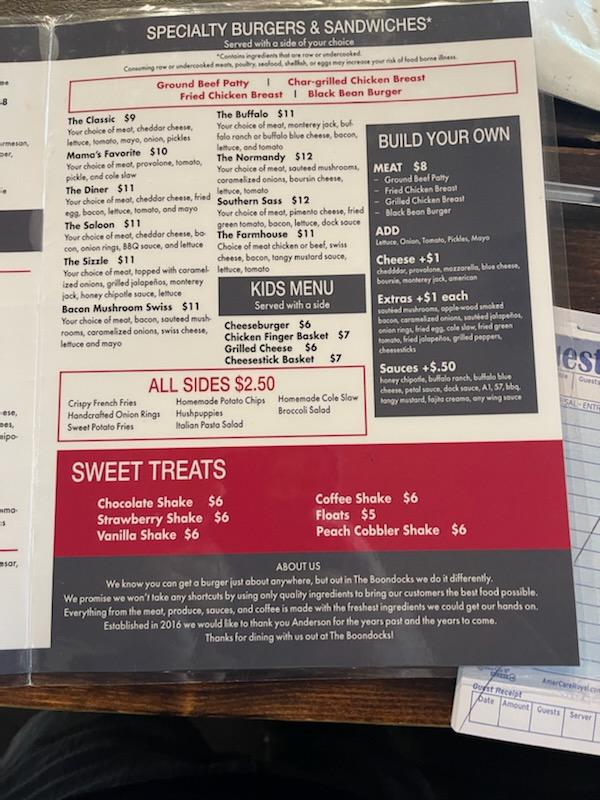 SPECIALTY BURGERS & SANDWICHES*
Served with a side of your choice
*Contains ingredients that are raw or undercooked.
Consuming raw or undercooked meats, poultry, seafood, shellfish, or eggs may increase your risk of food borne illness.
Ground Beef Patty | Char-grilled Chicken Breast
Fried Chicken Breast | Black Bean Burger
The Classic $9
Your choice of meat, cheddar cheese,
lettuce, tomato, mayo, onion, pickles
Mama's Favorite $10
Your choice of meat, provolone, tomato,
pickle, and cole slaw
The Diner $11
Your choice of meat, cheddar cheese, fried
egg, bacon, lettuce, tomato, and mayo
The Saloon $11
Your choice of meat, cheddar cheese, ba-
con, onion rings, BBQ sauce, and lettuce
The Sizzle $11
Your choice of meat, topped with caramel-
ized onions, grilled jalapeños, monterey
jack, honey chipotle sauce, lettuce
Bacon Mushroom Swiss $11
Your choice of meat, bacon, sauteed mush-
rooms, caramelized onions, swiss cheese,
lettuce and mayo
The Buffalo $11
Your choice of meat, monterey jack, buf-
falo ranch or buffalo blue cheese, bacon,
lettuce, and tomato
The Normandy $12
Your choice of meat, sauteed mushrooms,
caramelized onions, boursin cheese,
lettuce, tomato
Southern Sass $12
Your choice of meat, pimento cheese, fried
green tomato, bacon, lettuce, dock sauce
The Farmhouse $11
Choice of meat chicken or beef, swiss
cheese, bacon, tangy mustard sauce,
lettuce, tomato
KIDS MENU
Served with a side
Cheeseburger $6
Chicken Finger Basket $7
Grilled Cheese $6
Cheesestick Basket $7
BUILD YOUR OWN
MEAT $8
- Ground Beef Patty
- Fried Chicken Breast
- Grilled Chicken Breast
- Black Bean Burger
ADD
Lettuce, Onion, Tomato, Pickles, Mayo
Cheese +$1
chedddar, provolone, mozzarella, blue cheese,
boursin, monterey jack, american
Extras +$1 each
sautéed mushrooms, apple-wood smoked
bacon, caramelized onions, sautéed jalapeños,
onion rings, fried egg, cole slaw, fried green
tomato, fried jalapeños, grilled peppers,
cheesesticks
Sauces +$.50
honey chipotle, buffalo ranch, buffalo blue
cheese, petal sauce, dock sauce, A1, 57, bbq,
tangy mustard, fajita creama, any wing sauce
ALL SIDES $2.50
Crispy French Fries
Handcrafted Onion Rings
Sweet Potato Fries
Homemade Potato Chips
Hushpuppies
Italian Pasta Salad
Homemade Cole Slaw
Broccoli Salad
SWEET TREATS
Chocolate Shake $6
Strawberry Shake $6
Vanilla Shake $6
Coffee Shake $6
Floats $5
Peach Cobbler Shake $6
ABOUT US
We know you can get a burger just about anywhere, but out in The Boondocks we do it differently.
We promise we won't take any shortcuts by using only quality ingredients to bring our customers the best food possible.
Everything from the meat, produce, sauces, and coffee is made with the freshest ingredients we could get our hands on.
Established in 2016 we would like to thank you Anderson for the years past and the years to come.
Thanks for dining with us out at The Boondocks!
Guests
AmerCareRoyal.com
Guest Receipt
Date Amount Guests Server